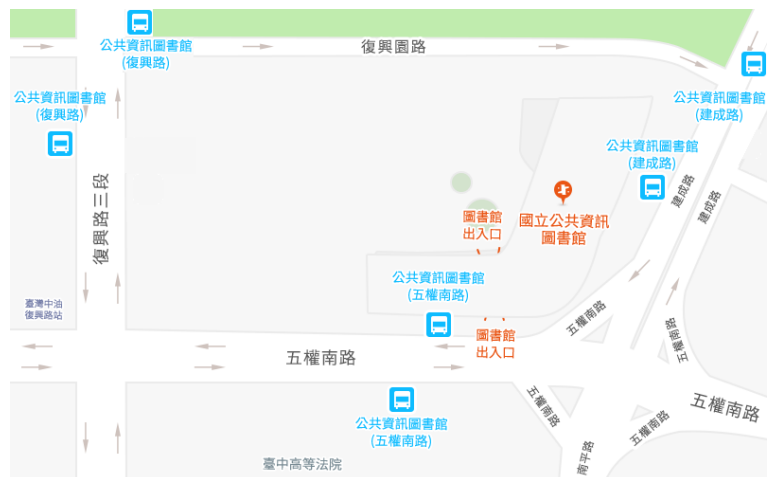 公共資訊圖書館
(復興路)
復興園路
公共資訊圖書館
(復興路)
公共資訊圖書館
(建成路)
公共資訊圖書館
(建成路)
復興路三段
建成路
建成路
圖書館
出入口
國立公共資訊
圖書館
公共資訊圖書館
(五權南路)
臺灣中油
復興路站
五權南路
圖書館
出入口
五權南路
五權南路
五權南路
五權南路
五權南路
公共資訊圖書館
(五權南路)
南平路
臺中高等法院